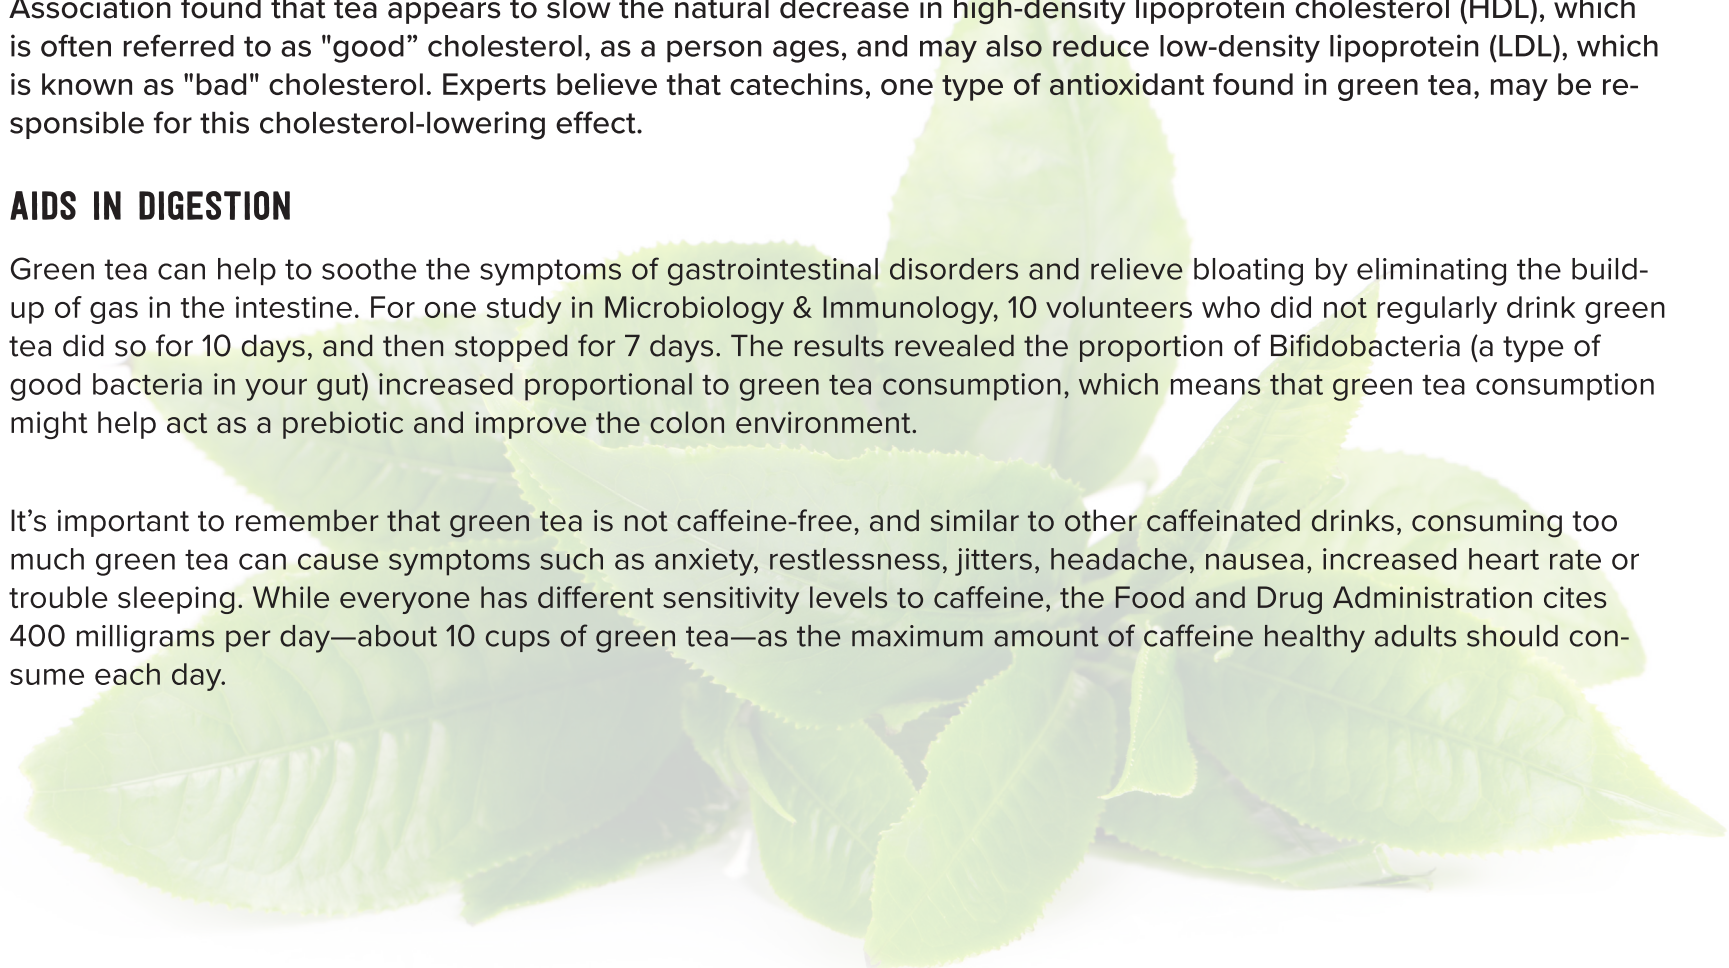 Association found that tea appears to slow the natural decrease in high-density lipoprotein cholesterol (HDL), which
is often referred to as "good” cholesterol, as a person ages, and may also reduce low-density lipoprotein (LDL), which
is known as "bad" cholesterol. Experts believe that catechins, one type of antioxidant found in green tea, may be re-
sponsible for this cholesterol-lowering effect.
AIDS IN DIGESTION
Green tea can help to soothe the symptoms of gastrointestinal disorders and relieve bloating by eliminating the build-
up of gas in the intestine. For one study in Microbiology & Immunology, 10 volunteers who did not regularly drink green
tea did so for 10 days, and then stopped for 7 days. The results revealed the proportion of Bifidobacteria (a type of
good bacteria in your gut) increased proportional to green tea consumption, which means that green tea consumption
might help act as a prebiotic and improve the colon environment.
It’s important to remember that green tea is not caffeine-free, and similar to other caffeinated drinks, consuming too
much green tea can cause symptoms such as anxiety, restlessness, jitters, headache, nausea, increased heart rate or
trouble sleeping. While everyone has different sensitivity levels to caffeine, the Food and Drug Administration cites
400 milligrams per day—about 10 cups of green tea—as the maximum amount of caffeine healthy adults should con-
sume each day.